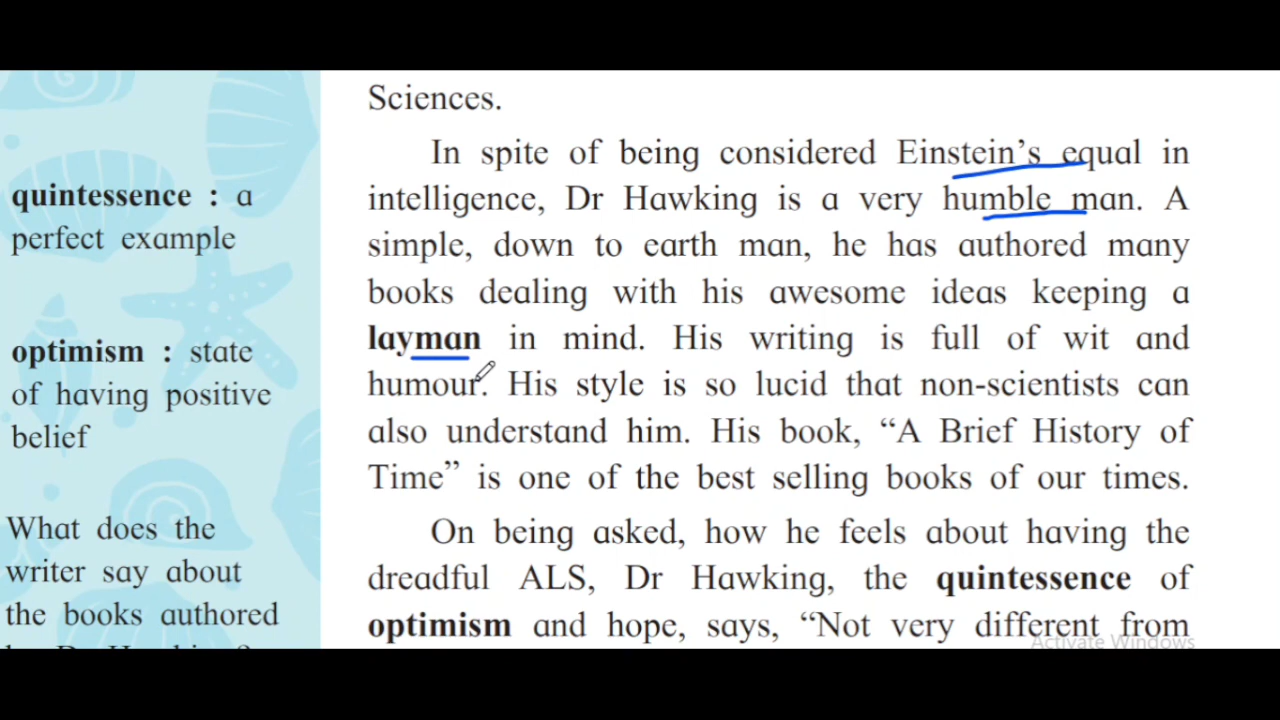 quintessence : a
perfect example
optimism : state
of having positive
belief
What does the
writer say about
the books authored
Sciences.
In spite of being considered Einstein's equal in
intelligence, Dr Hawking is a very humble man. A
simple, down to earth man, he has authored many
books dealing with his awesome ideas keeping a
layman in mind. His writing is full of wit and
humour. His style is so lucid that non-scientists can
also understand him. His book, “A Brief History of
Time” is one of the best selling books of our times.
On being asked, how he feels about having the
dreadful ALS, Dr Hawking, the quintessence of
optimism and hope, says, “Not very different from
Activate Windows